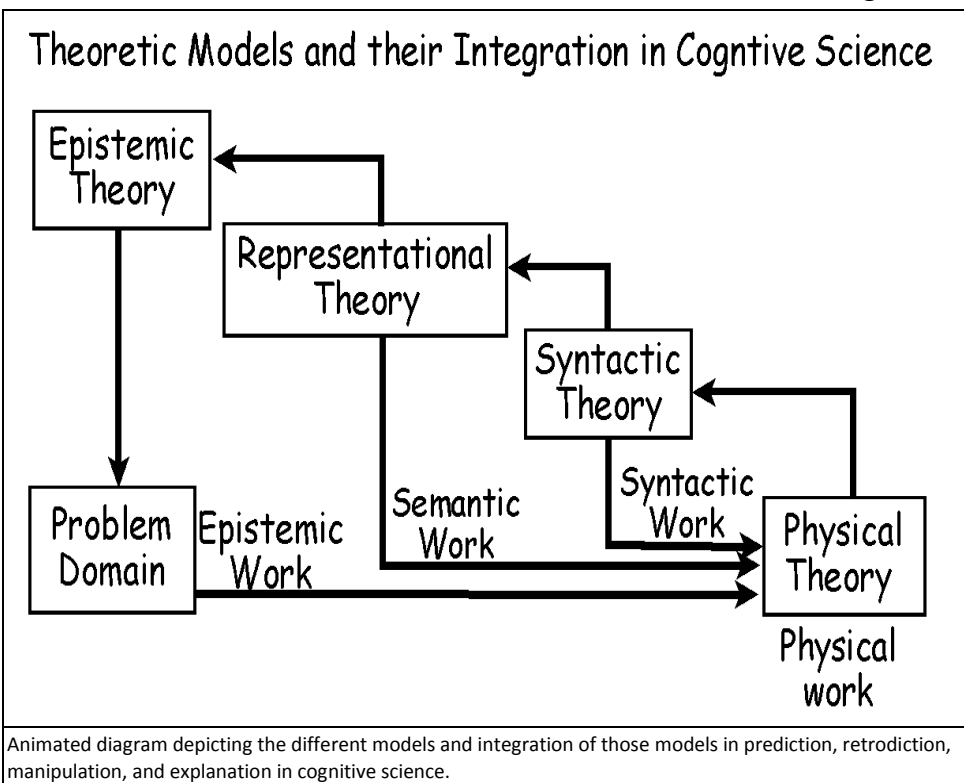 Theoretic Models and their Integration in Cogntive Science
Epistemic
Theory
Representational
Theory
Syntactic
Theory
Problem
Domain
Epistemic
Work
Semantic
Work
Syntactic
Work
Physical
Theory
Physical
work
Animated diagram depicting the different models and integration of those models in prediction, retrodiction,
manipulation, and explanation in cognitive science.